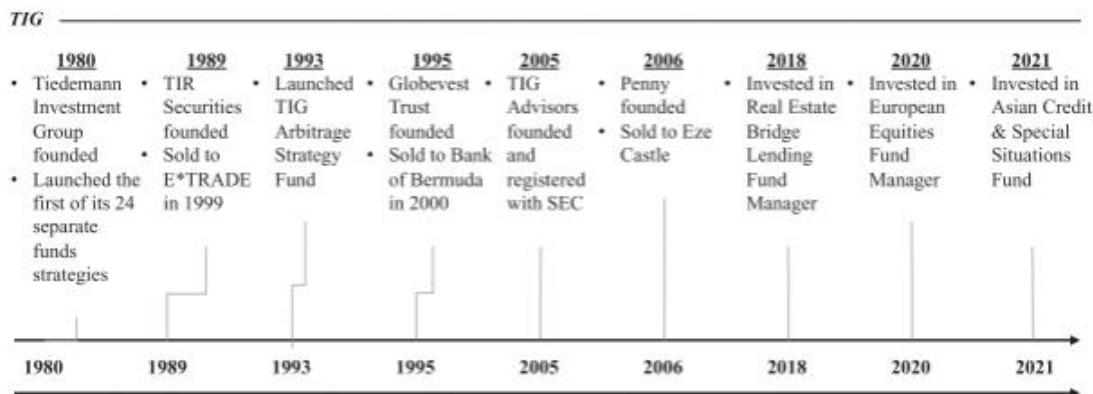 TIG
1980
• Tiedemann
Investment
Group
founded
• Launched the
first of its 24
separate
funds
strategies
1989
• TIR
Securities
founded
• Sold to
E*TRADE
in 1999
1993
• Launched
TIG
Arbitrage
Strategy
Fund
1995
• Globevest
Trust
founded
• Sold to Bank
of Bermuda
in 2000
2005
• TIG
Advisors
founded
and
registered
with SEC
2006
• Penny
founded
• Sold to Eze
Castle
2018
• Invested in
Real Estate
Bridge
Lending
Fund
Manager
2020
• Invested in
European
Equities
Fund
Manager
2021
• Invested in
Asian Credit
& Special
Situations
Fund
1980 1989 1993 1995 2005 2006 2018 2020 2021